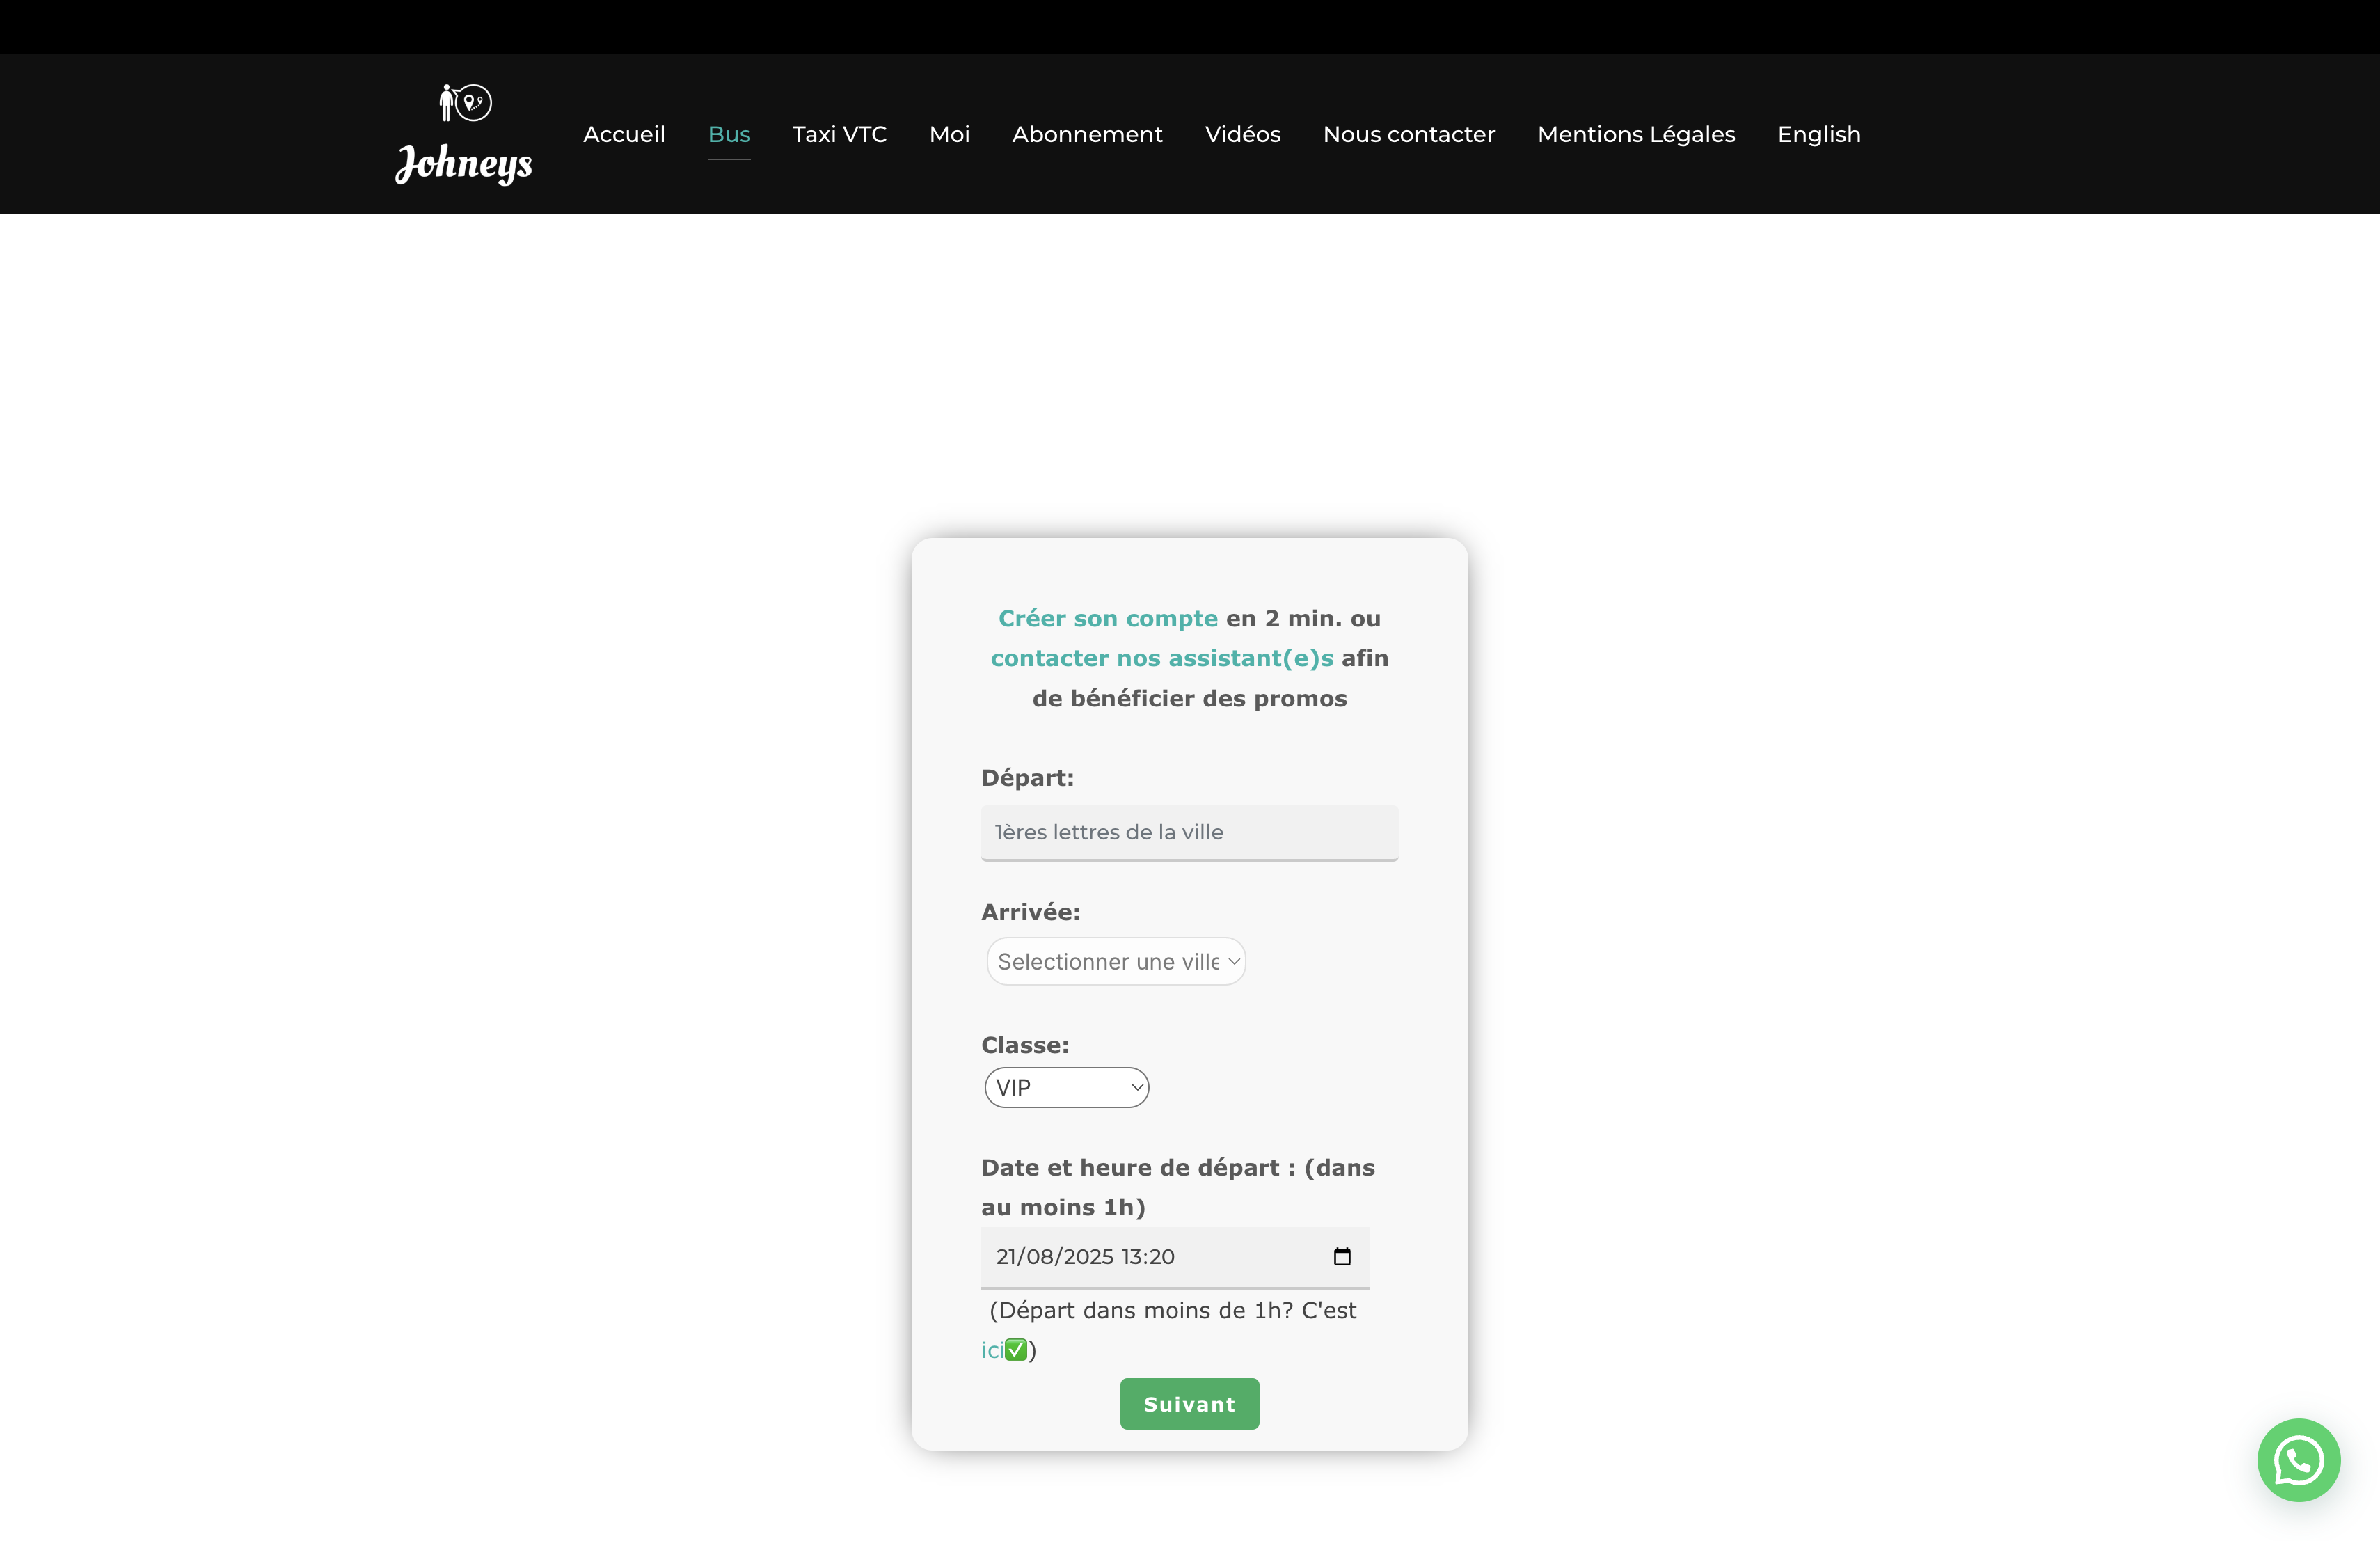 Johneys
Accueil
Bus
Taxi VTC
Moi
Abonnement
Vidéos
Nous contacter
Mentions Légales
English
Créer son compte en 2 min. ou
contacter nos assistant(e)s afin
de bénéficier des promos
Départ:
1ères lettres de la ville
Arrivée:
Selectionner une ville
Classe:
VIP
Date et heure de départ : (dans
au moins 1h)
21/08/2025 13:20
(Départ dans moins de 1h? C'est
ici✅)
Suivant